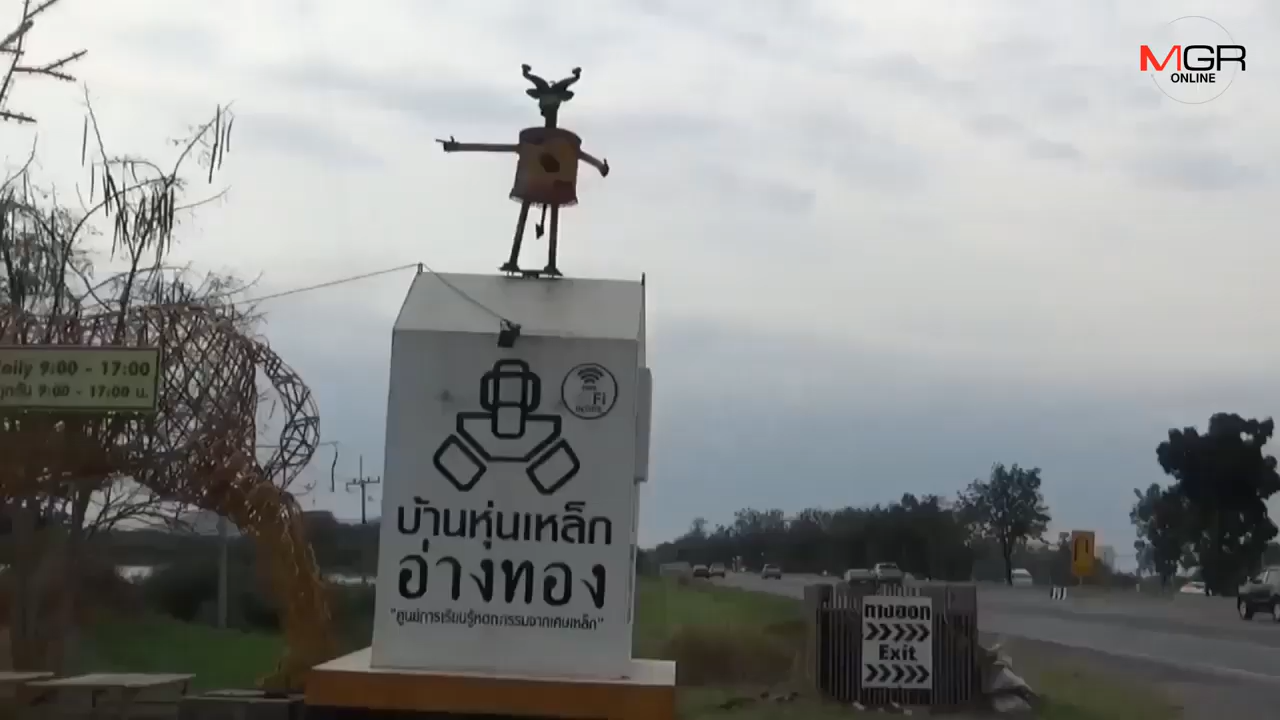 MGR
ONLINE
Daily 9:00 - 17:00
ทุกวัน 9:00 - 17:00 น.
Fi
บ้านหุ่นเหล็ก
อ่างทอง
"ศูนย์การเรียนรู้หัตถกรรมจากเศษเหล็ก"
ทางออก
Exit